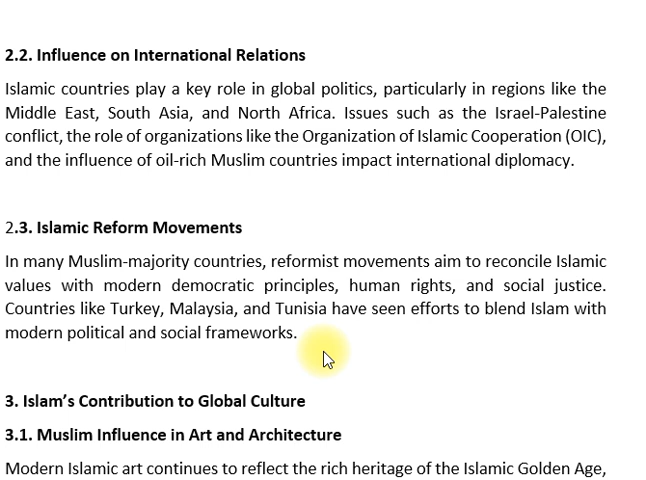 2.2. Influence on International Relations
Islamic countries play a key role in global politics, particularly in regions like the
Middle East, South Asia, and North Africa. Issues such as the Israel-Palestine
conflict, the role of organizations like the Organization of Islamic Cooperation (OIC),
and the influence of oil-rich Muslim countries impact international diplomacy.
2.3. Islamic Reform Movements
In many Muslim-majority countries, reformist movements aim to reconcile Islamic
values with modern democratic principles, human rights, and social justice.
Countries like Turkey, Malaysia, and Tunisia have seen efforts to blend Islam with
modern political and social frameworks.
3. Islam’s Contribution to Global Culture
3.1. Muslim Influence in Art and Architecture
Modern Islamic art continues to reflect the rich heritage of the Islamic Golden Age,